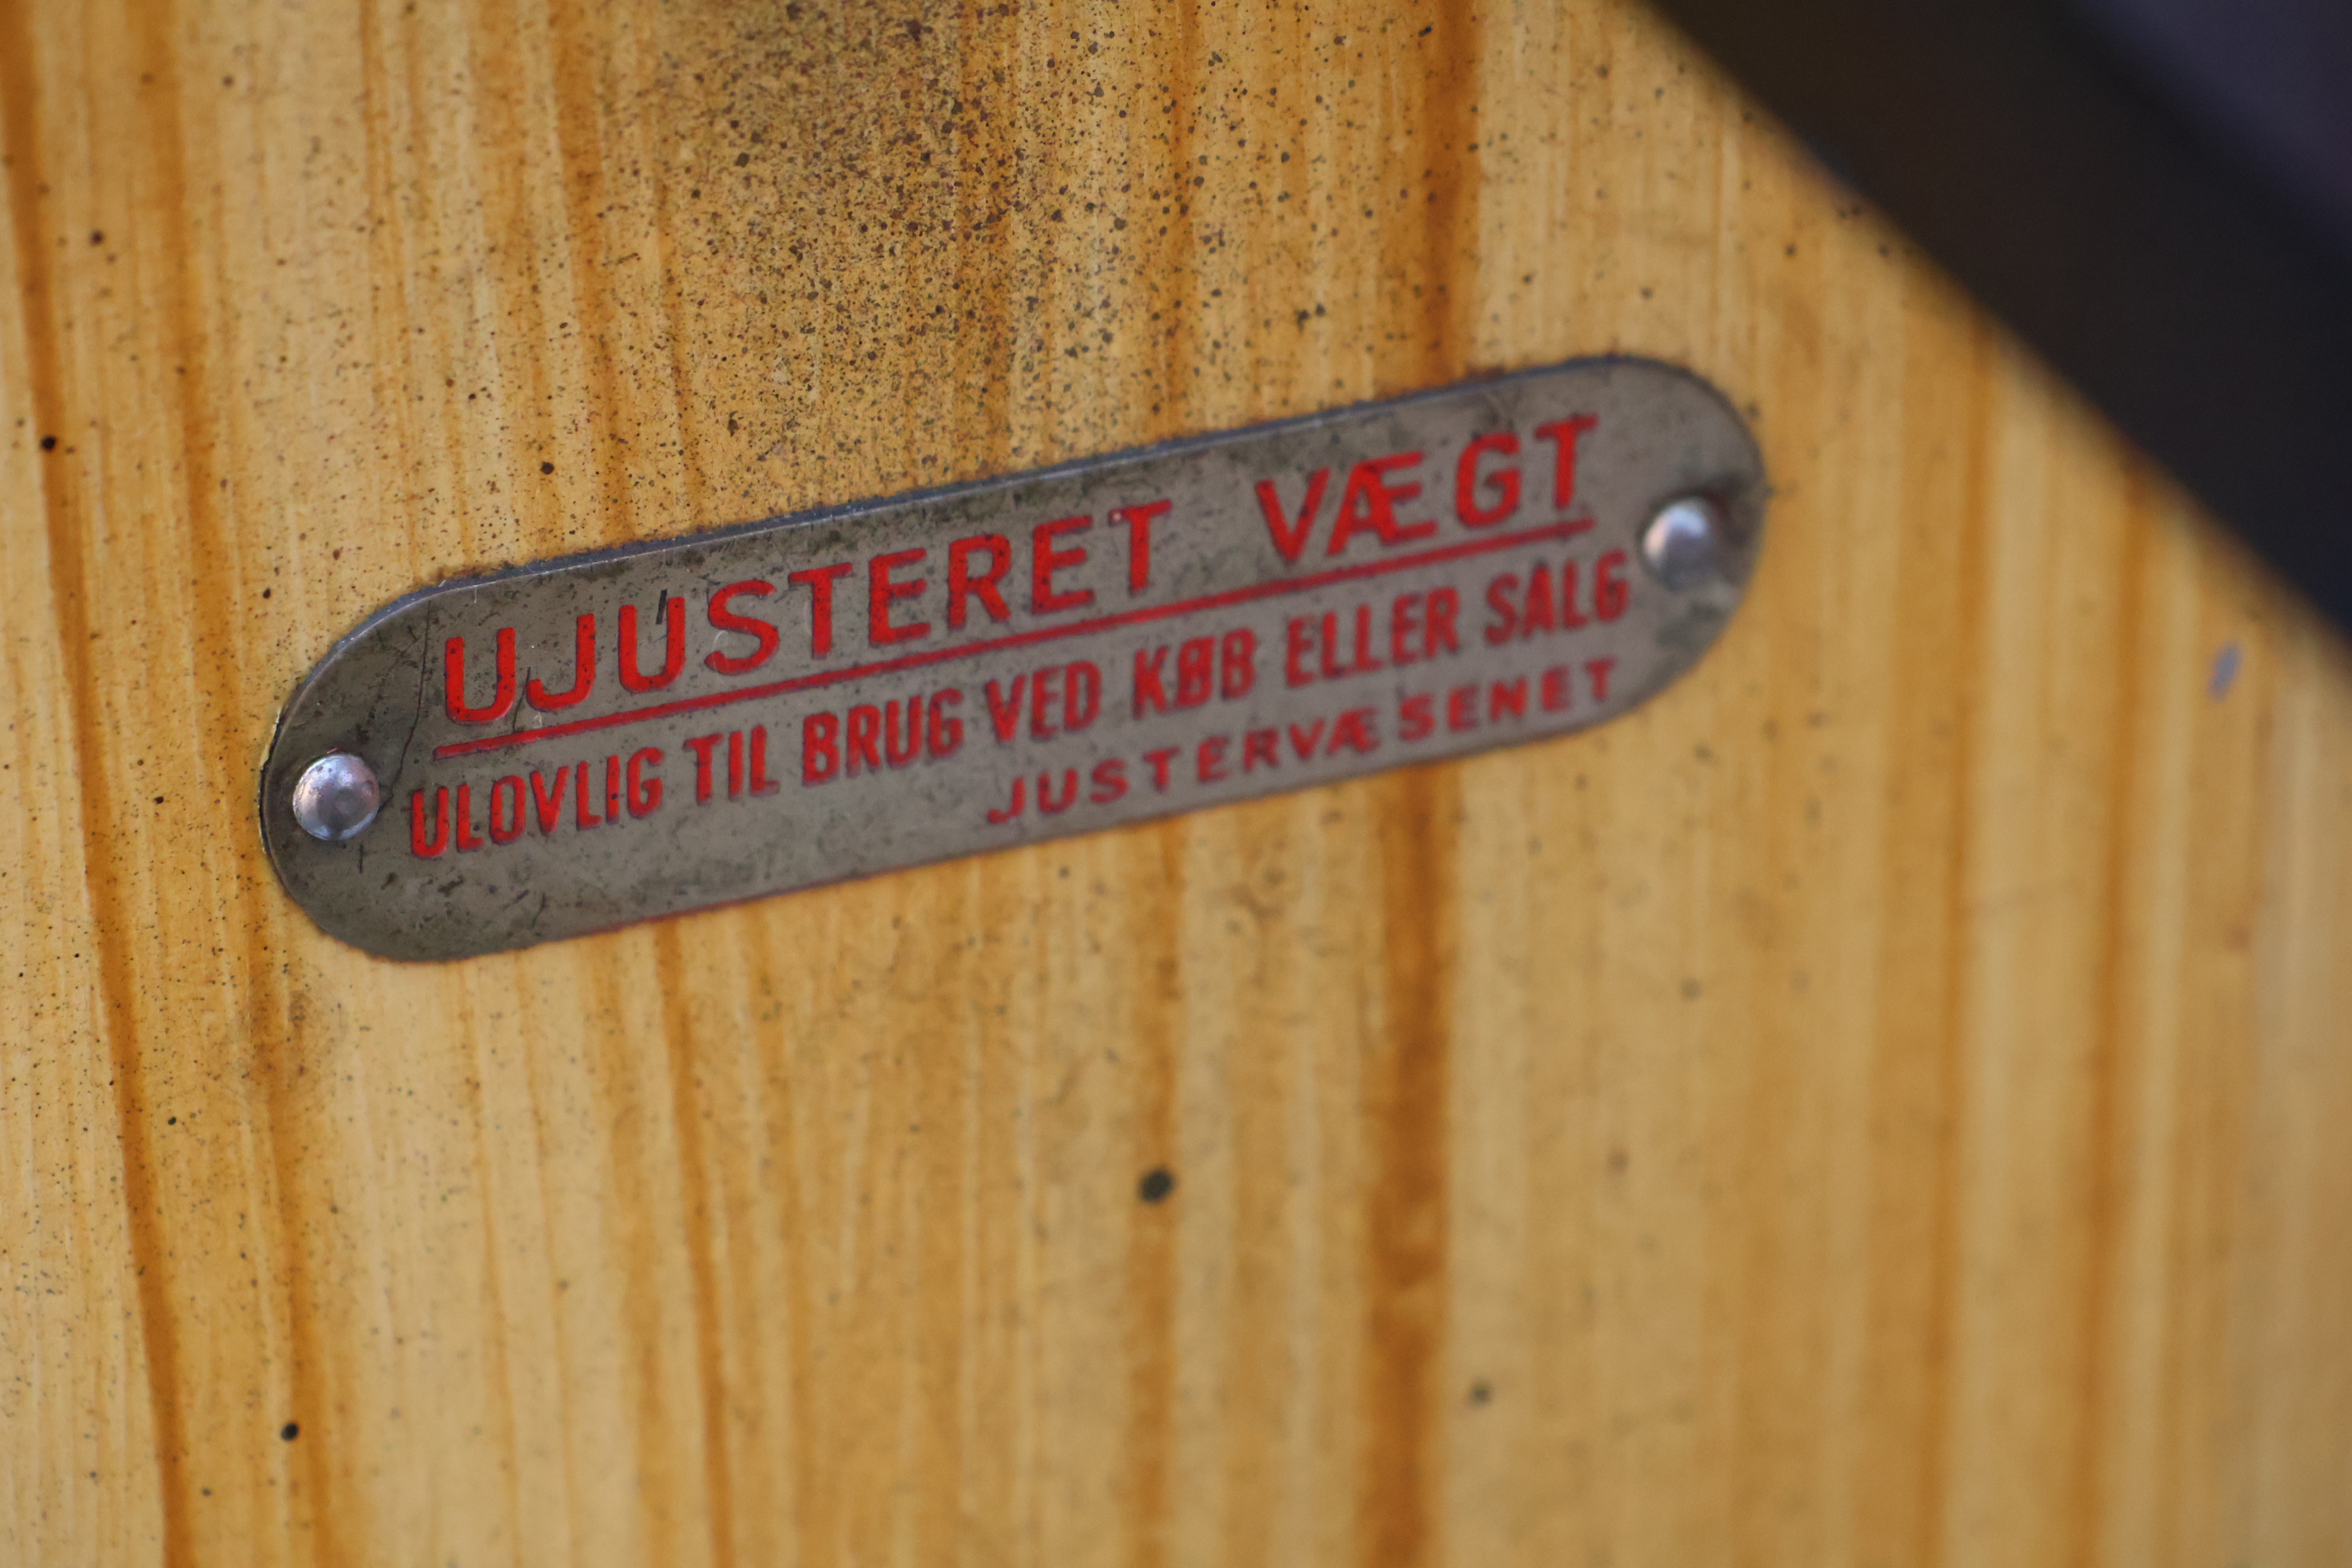 UJUSTERET VÆGT
ULOVLIG TIL BRUG VED KØB ELLER SALG
JUSTERVÆSENET